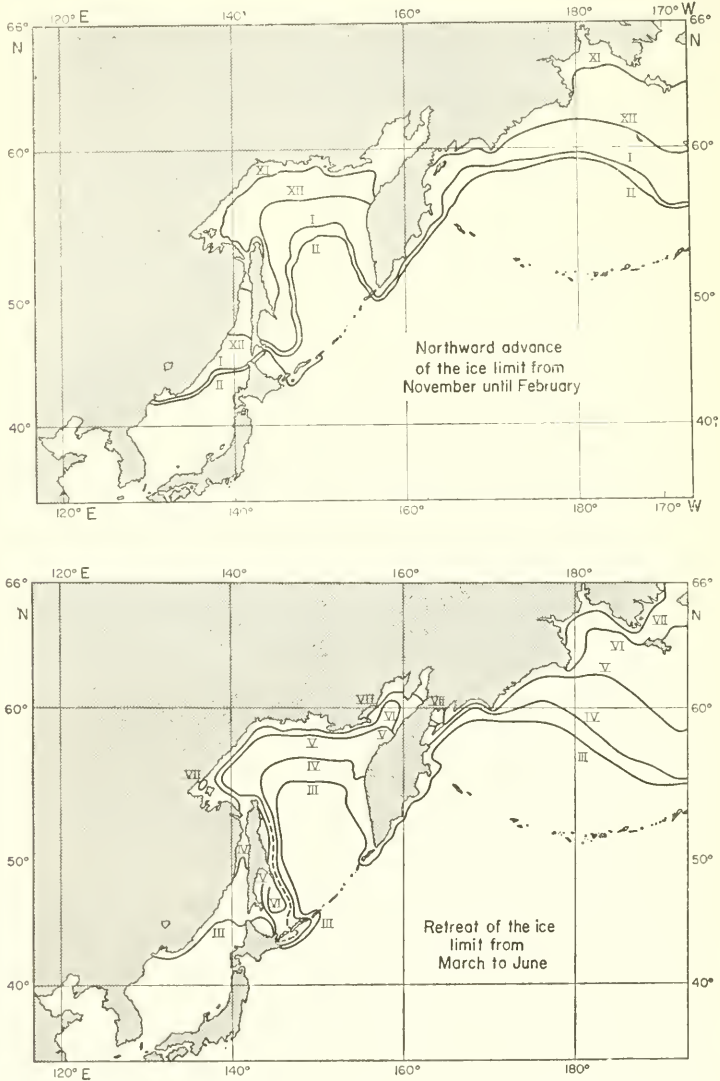 120° E 140° 160° 180° 170° W
66° 66°
N N
XI
XII
60° 60°
XI
XII I
I II
II
50° 50°
XII
I
II
Northward advance
of the ice limit from
November until February
40° 40°
120° E 140° 160° 180° 170° W
120° E 140° 160° 180°
66° 66°
N N
VII
VI
V
VII VII
60° VI 60°
V V
IV IV
III III
VII
50° IV 50°
V
VI
III III
Retreat of the ice
limit from
March to June
40° 40°
120° E 140° 160° 180°